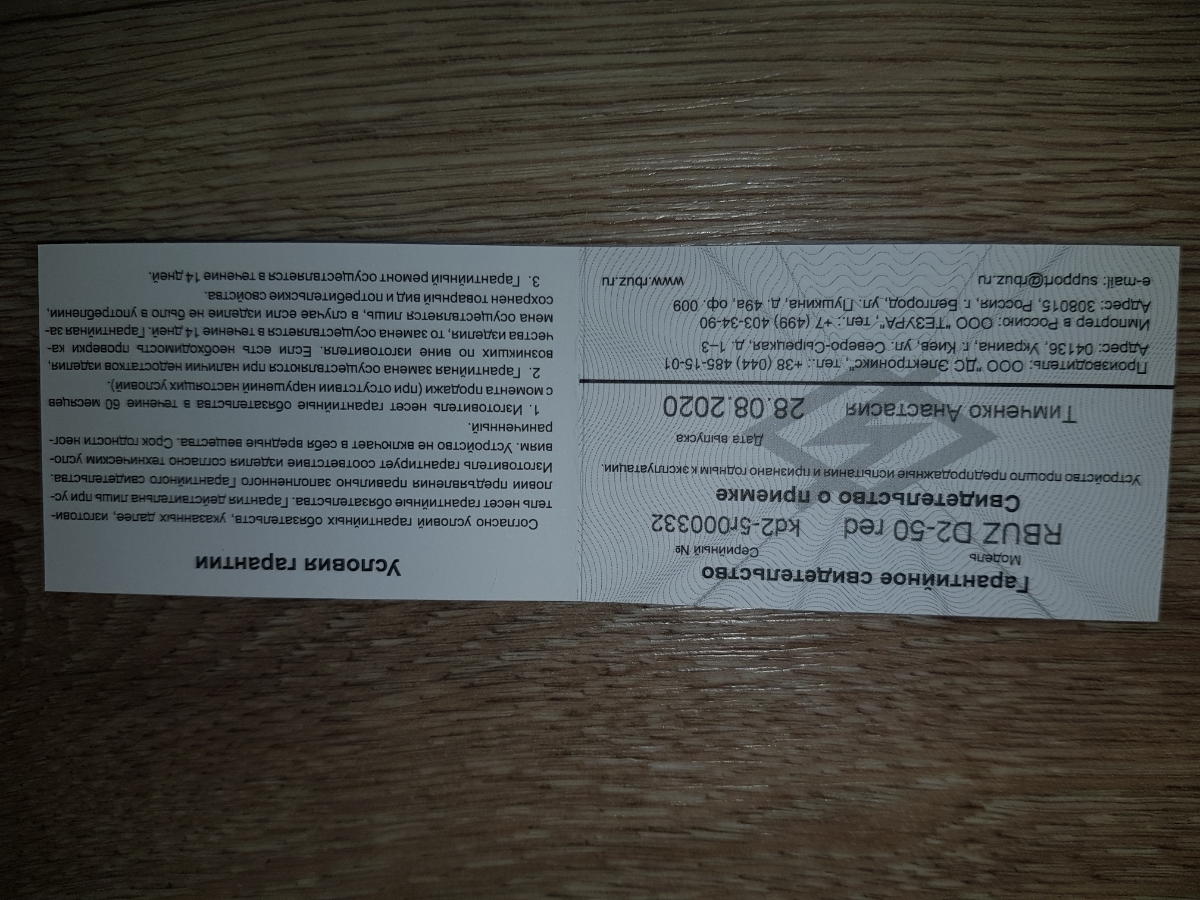 Гарантийное свидетельство
Модель Серийный №
RBUZ D2-50 red kd2-5r000332
Свидетельство о приемке
Устройство прошло предпродажные испытания и признано годным к эксплуатации.
Дата выпуска
Тимченко Анастасия 28.08.2020
Производитель: ООО "ДС Электроникс", тел.: +38 (044) 485-15-01
Адрес: 04136, Украина, г. Киев, ул. Северо-Сырецкая, д. 1–3
Импортер в Россию: ООО "ТЕЗУРА", тел.: +7 (499) 403-34-90
Адрес: 308015, Россия, г. Белгород, ул. Пушкина, д. 49а, оф. 009
e-mail: support@rbuz.ru www.rbuz.ru
Условия гарантии
Согласно условий гарантийных обязательств, указанных далее, изготови-
тель несет гарантийные обязательства. Гарантия действительна лишь при ус-
ловии предъявления правильно заполненного Гарантийного свидетельства.
Изготовитель гарантирует соответствие изделия согласно техническим усло-
виям. Устройство не включает в себя вредные вещества. Срок годности неог-
раниченный.
1. Изготовитель несет гарантийные обязательства в течение 60 месяцев
с момента продажи (при отсутствии нарушений настоящих условий).
2. Гарантийная замена осуществляется при наличии недостатков изделия,
возникших по вине изготовителя. Если есть необходимость проверки ка-
чества изделия, то замена осуществляется в течение 14 дней. Гарантийная за-
мена осуществляется лишь, в случае если изделие не было в употреблении,
сохранен товарный вид и потребительские свойства.
3. Гарантийный ремонт осуществляется в течение 14 дней.